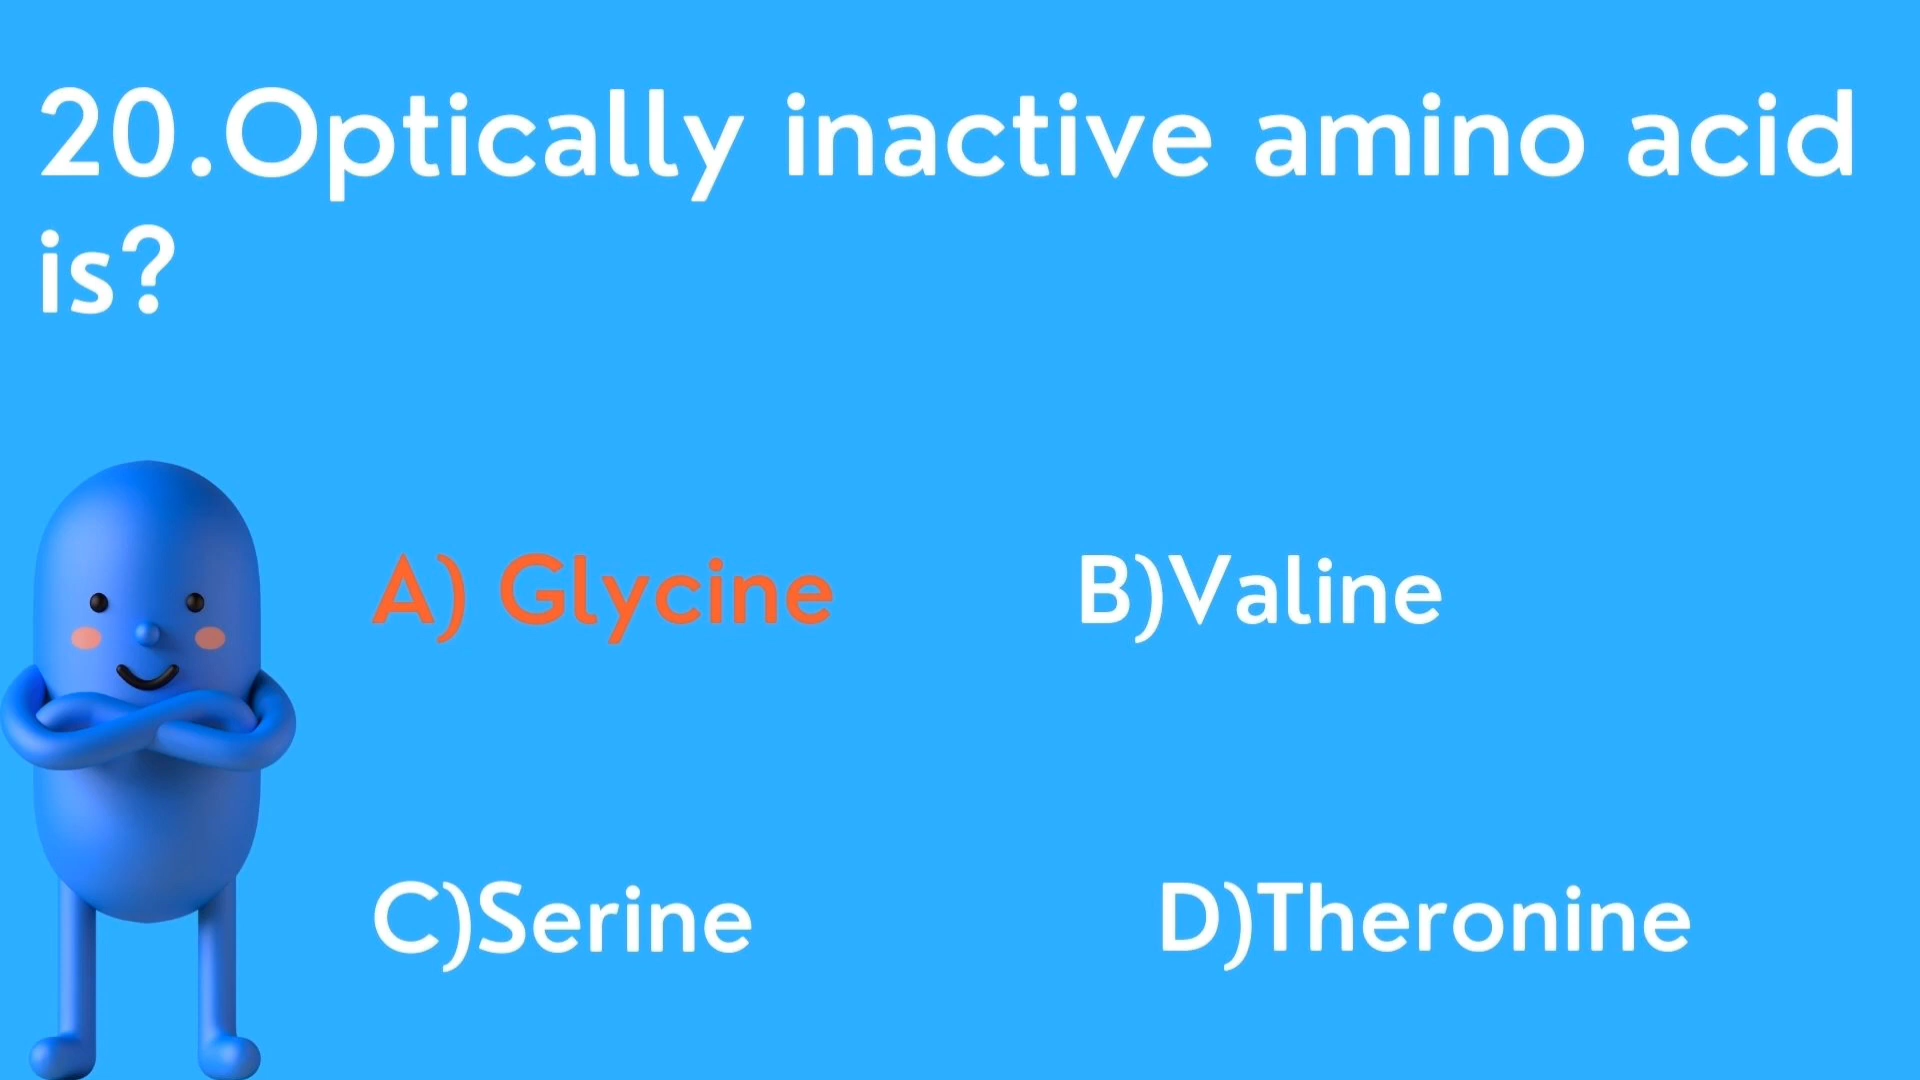 20.Optically inactive amino acid
is?
A) Glycine
B)Valine
C)Serine
D)Theronine